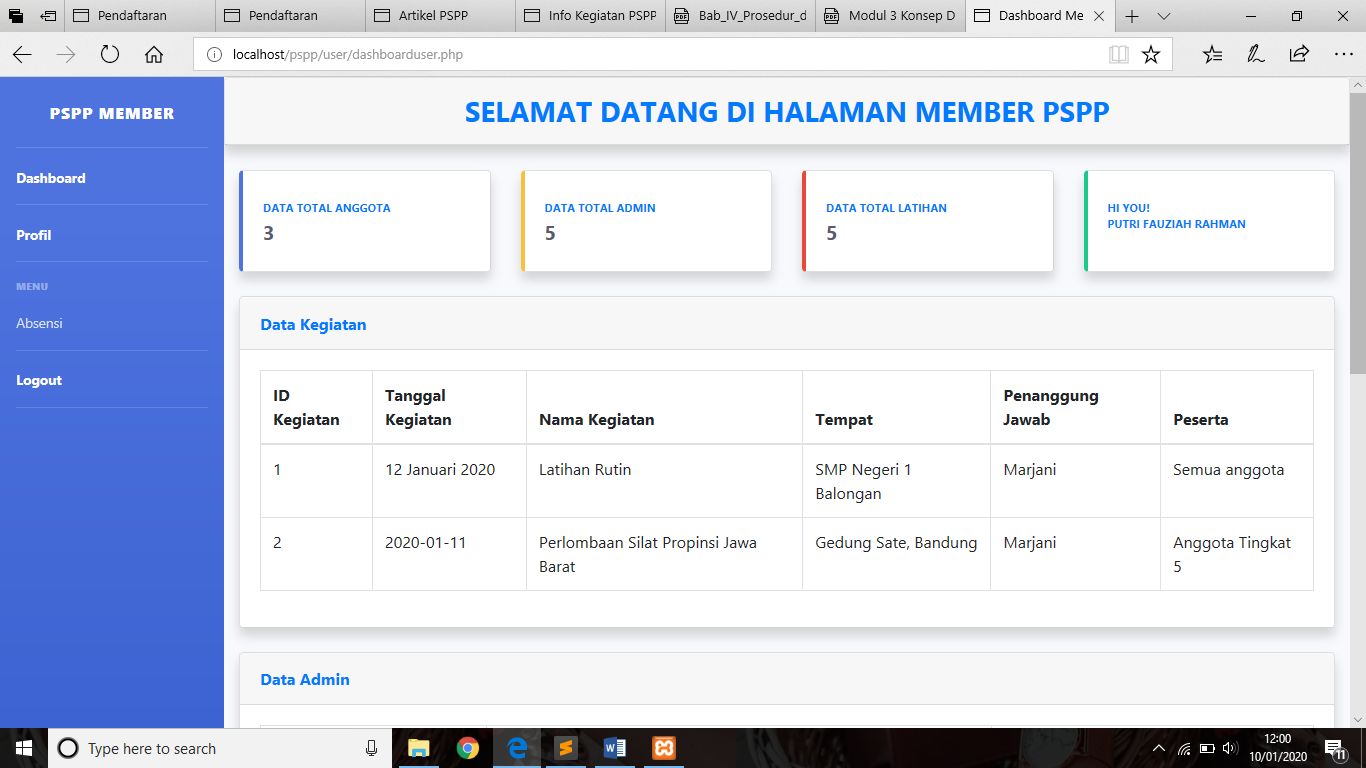 Pendaftaran
Pendaftaran
Artikel PSPP
Info Kegiatan PSPP
Bab_IV_Prosedur_d
Modul 3 Konsep D
Dashboard Me
localhost/pspp/user/dashboarduser.php
PSPP MEMBER
Dashboard
Profil
MENU
Absensi
Logout
SELAMAT DATANG DI HALAMAN MEMBER PSPP
DATA TOTAL ANGGOTA
3
DATA TOTAL ADMIN
5
DATA TOTAL LATIHAN
5
HI YOU!
PUTRI FAUZIAH RAHMAN
Data Kegiatan
ID
Kegiatan
Tanggal
Kegiatan
Nama Kegiatan
Tempat
Penanggung
Jawab
Peserta
1
12 Januari 2020
Latihan Rutin
SMP Negeri 1
Balongan
Marjani
Semua anggota
2
2020-01-11
Perlombaan Silat Propinsi Jawa
Barat
Gedung Sate, Bandung
Marjani
Anggota Tingkat
5
Data Admin
Type here to search
12:00
10/01/2020
11